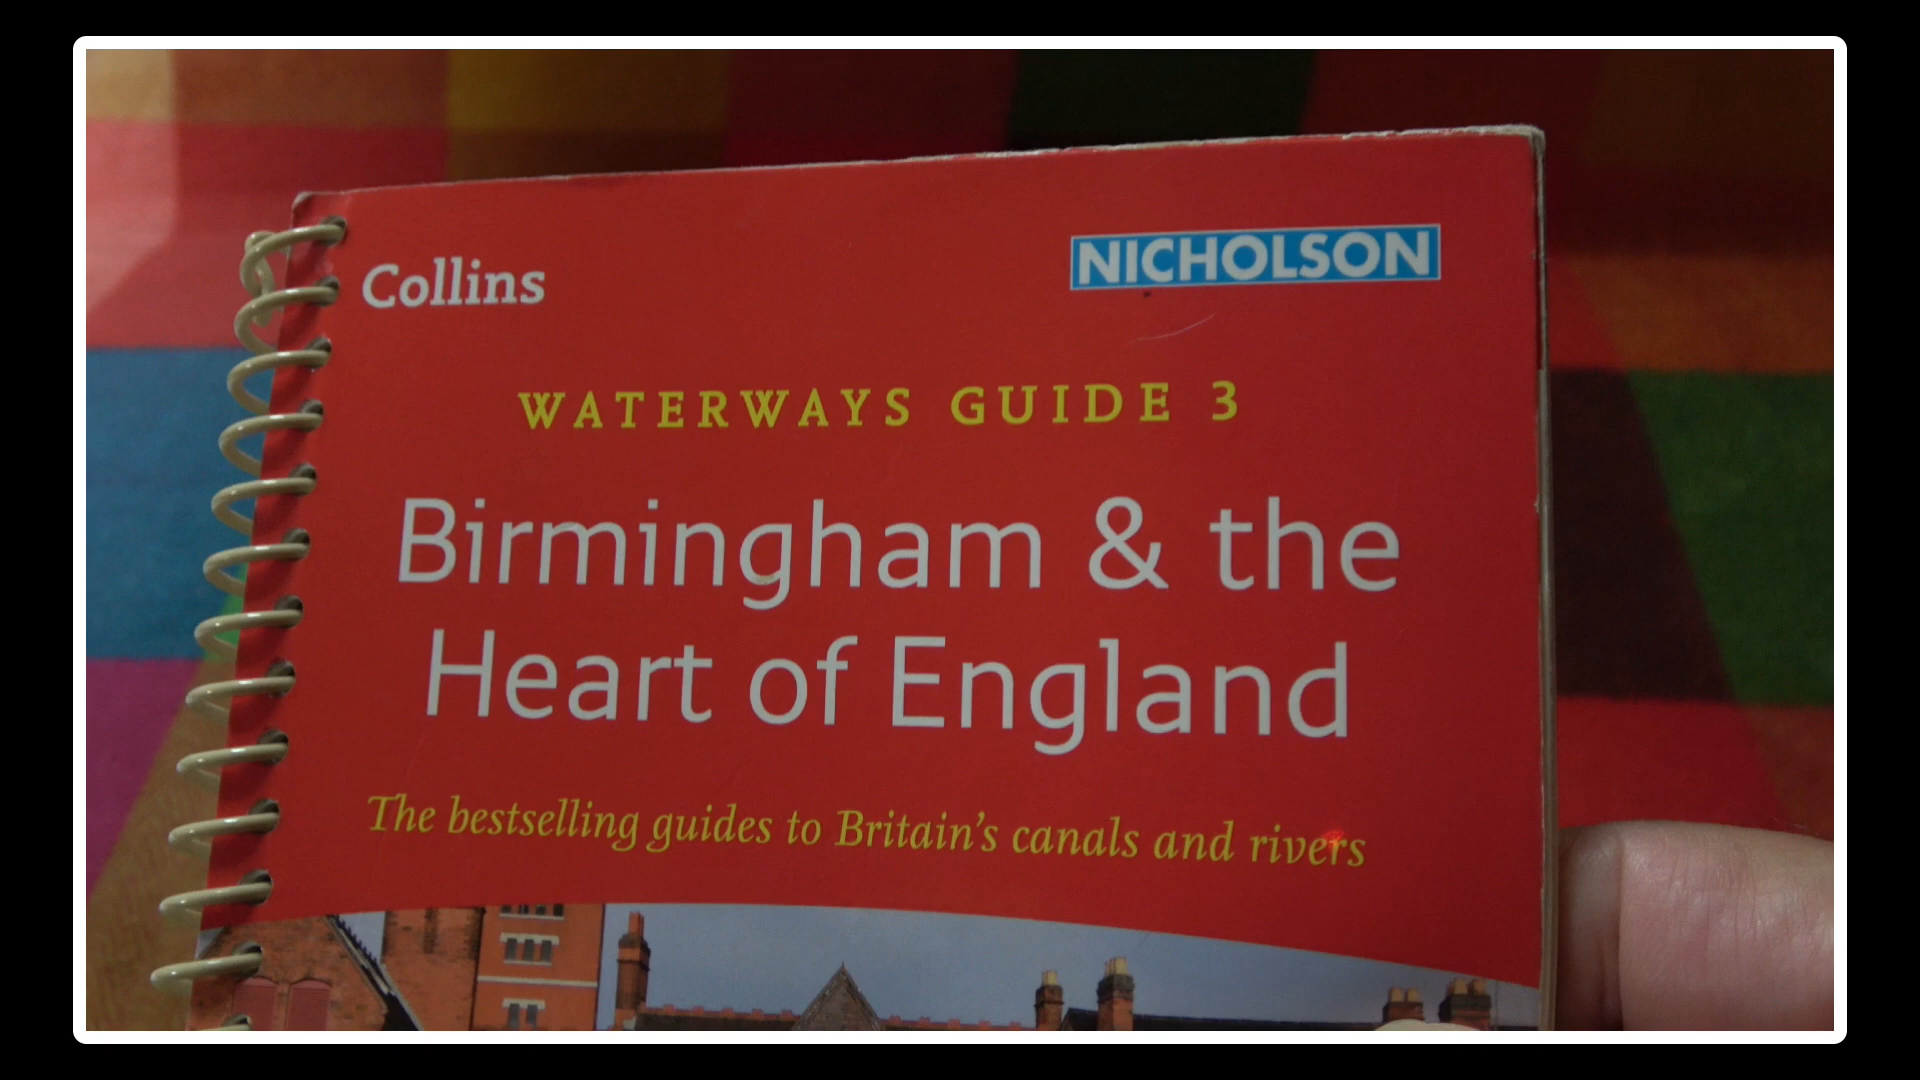 Collins
NICHOLSON
WATERWAYS GUIDE 3
Birmingham & the
Heart of England
The bestselling guides to Britain's canals and rivers